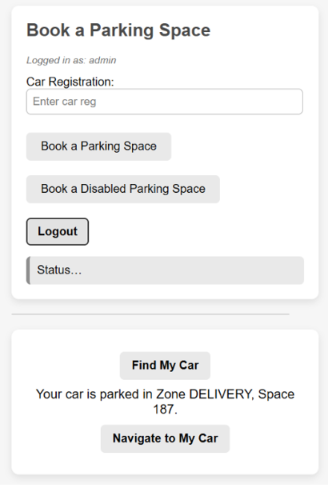 Book a Parking Space
Logged in as: admin
Car Registration:
Enter car reg
Book a Parking Space
Book a Disabled Parking Space
Logout
Status...
Find My Car
Your car is parked in Zone DELIVERY, Space
187.
Navigate to My Car